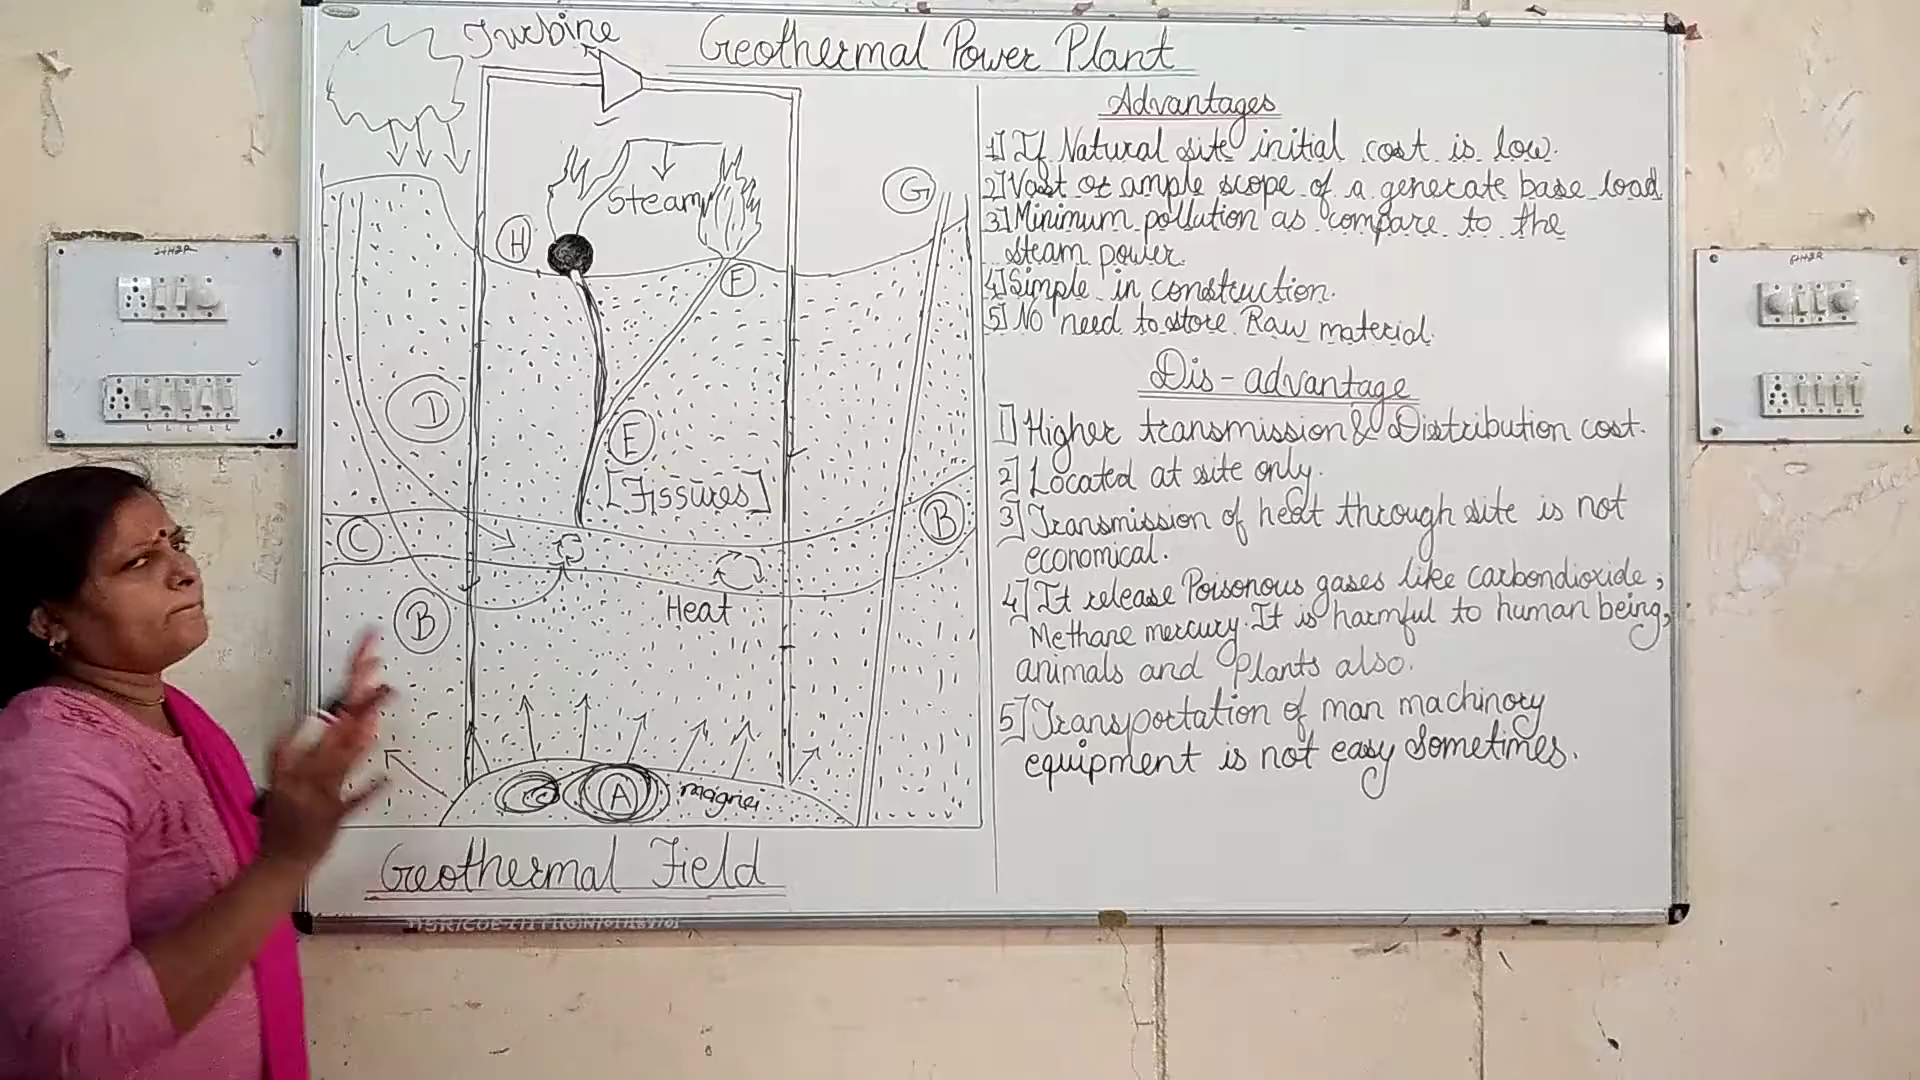 Turbine
Geothermal Power Plant
Steam
H
F
G
D
E
[Fissures]
C
B
B
Heat
A
Geothermal Field
Advantages
1] If Natural site initial cost is low.
2] Vast or ample scope of a generate base load
3] Minimum pollution as compare to the
steam power.
4] Simple in construction.
5] No need to store Raw material.
Dis-advantage
1] Higher transmission & Distribution cost.
2] Located at site only.
3] Transmission of heat through site is not
economical.
4] It release Poisonous gases like carbondioxide,
Methane mercury. It is harmful to human being,
animals and Plants also.
5] Transportation of man machinory
equipment is not easy Sometimes.